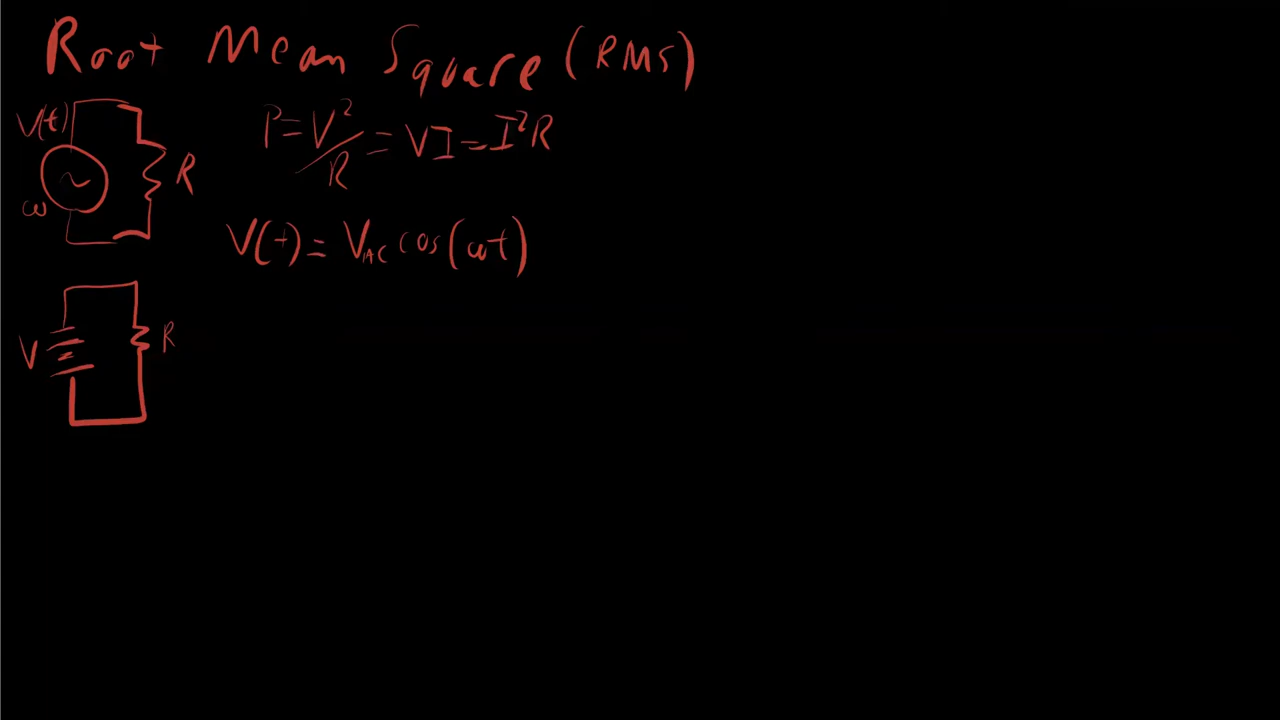 Root Mean Square (RMS)
V(t)
P = V²/R = VI = I²R
R
ω
V(t) = V_AC cos(ωt)
V
R